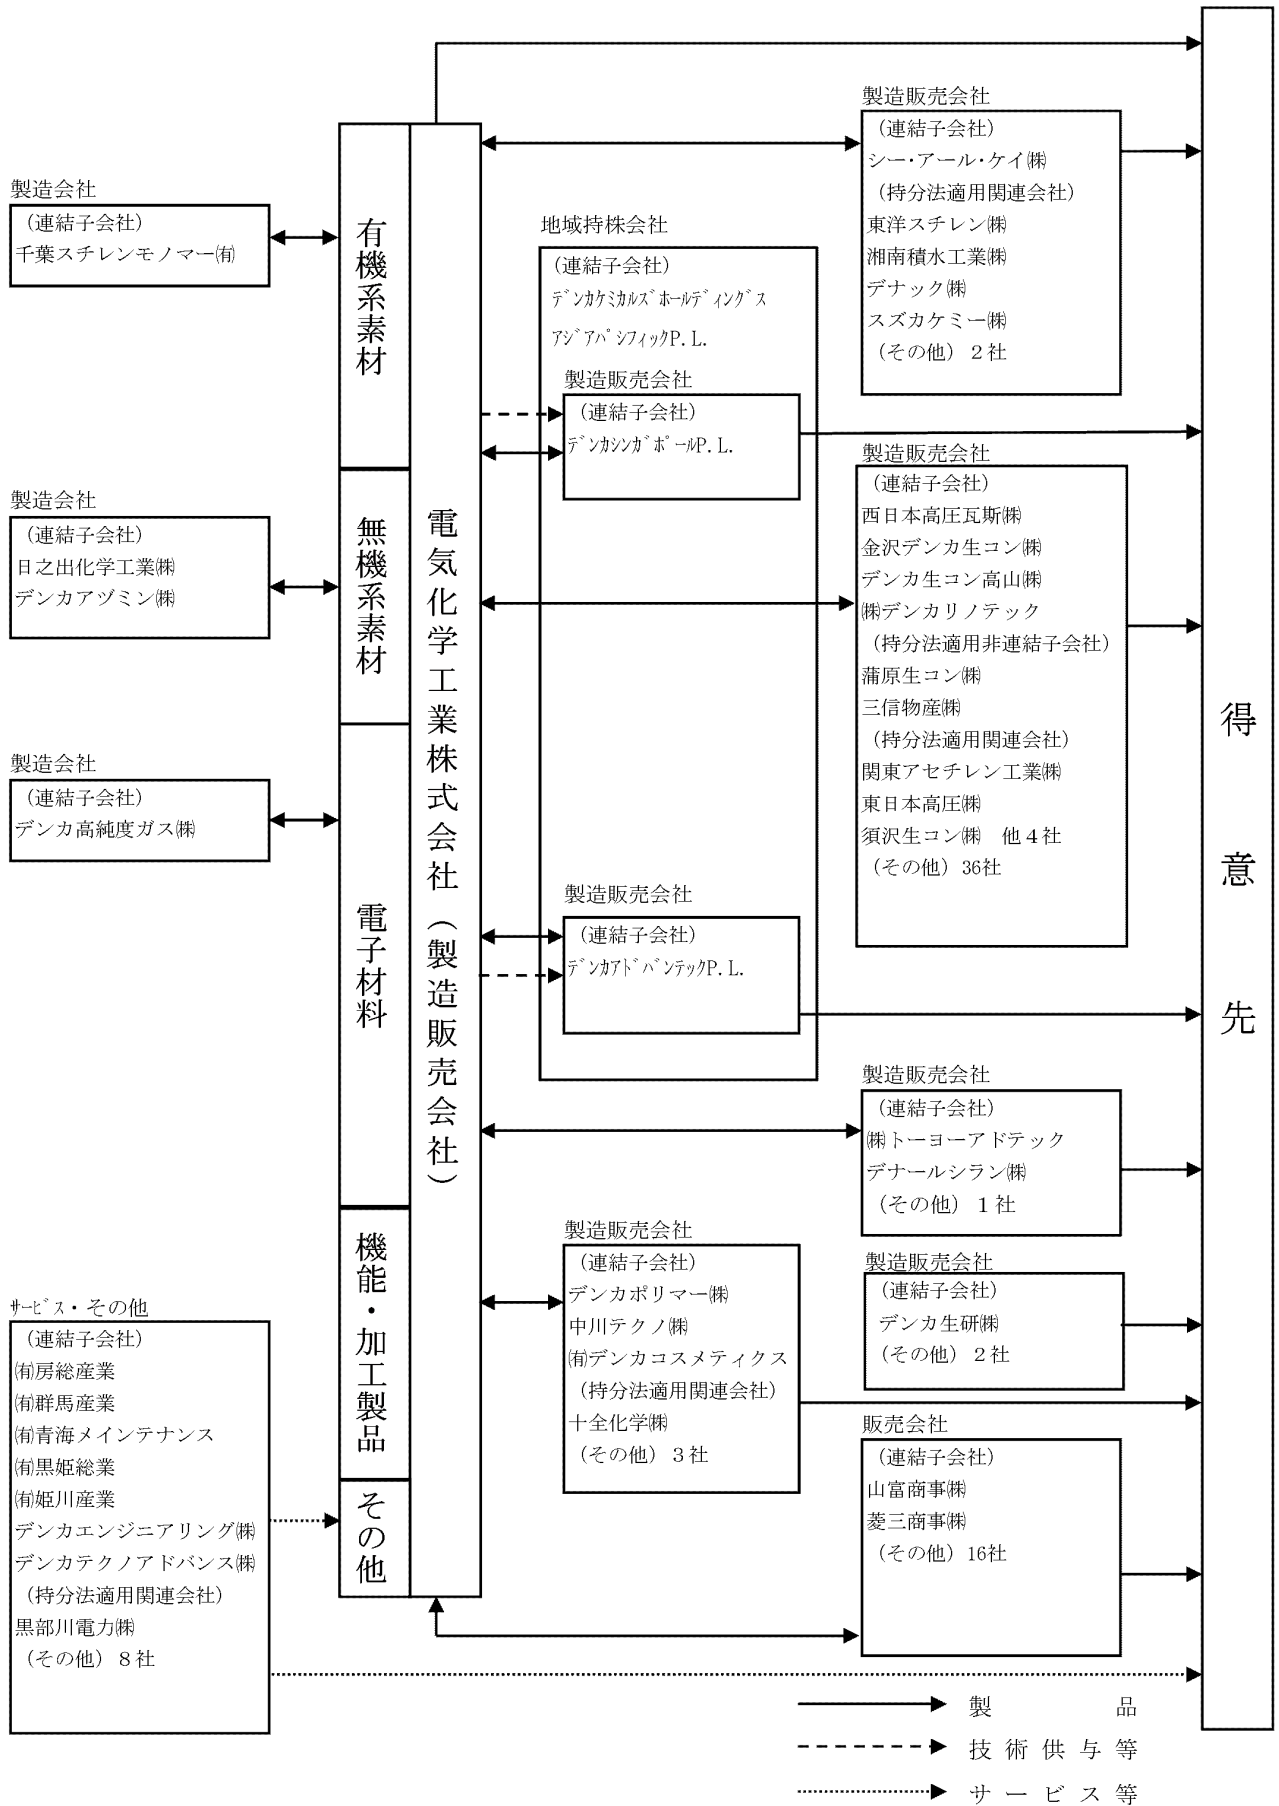 製造会社
（連結子会社）
千葉スチレンモノマー㈲
製造会社
（連結子会社）
日之出化学工業㈱
デンカアヅミン㈱
製造会社
（連結子会社）
デンカ高純度ガス㈱
ｻｰﾋﾞｽ・その他
（連結子会社）
㈲房総産業
㈲群馬産業
㈲青海メインテナンス
㈲黒姫総業
㈲姫川産業
デンカエンジニアリング㈱
デンカテクノアドバンス㈱
（持分法適用関連会社）
黒部川電力㈱
（その他）８社
有機系素材
無機系素材
電子材料
機能・加工製品
その他
電気化学工業株式会社（製造販売会社）
地域持株会社
（連結子会社）
ﾃﾞﾝｶｹﾐｶﾙｽﾞﾎｰﾙﾃﾞｨﾝｸﾞｽ
ｱｼﾞｱﾊﾟｼﾌｨｯｸP.L.
製造販売会社
（連結子会社）
ﾃﾞﾝｶｼﾝｶﾞﾎﾟｰﾙP.L.
製造販売会社
（連結子会社）
ﾃﾞﾝｶｱﾄﾞﾊﾞﾝﾃｯｸP.L.
製造販売会社
（連結子会社）
デンカポリマー㈱
中川テクノ㈱
㈲デンカコスメティクス
（持分法適用関連会社）
十全化学㈱
（その他）３社
製造販売会社
（連結子会社）
シー・アール・ケイ㈱
（持分法適用関連会社）
東洋スチレン㈱
湘南積水工業㈱
デナック㈱
スズカケミー㈱
（その他）２社
製造販売会社
（連結子会社）
西日本高圧瓦斯㈱
金沢デンカ生コン㈱
デンカ生コン高山㈱
㈱デンカリノテック
（持分法適用非連結子会社）
蒲原生コン㈱
三信物産㈱
（持分法適用関連会社）
関東アセチレン工業㈱
東日本高圧㈱
須沢生コン㈱　他４社
（その他）36社
製造販売会社
（連結子会社）
㈱トーヨーアドテック
デナールシラン㈱
（その他）１社
製造販売会社
（連結子会社）
デンカ生研㈱
（その他）２社
販売会社
（連結子会社）
山富商事㈱
菱三商事㈱
（その他）16社
得意先
製品
技術供与等
サービス等